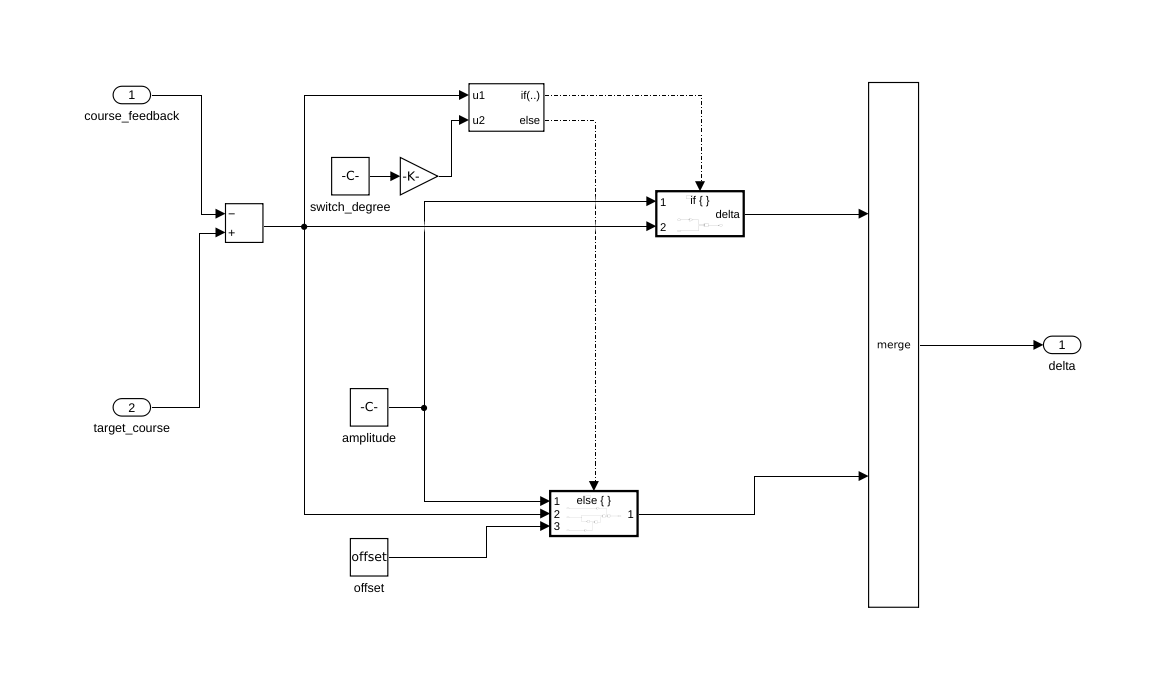 1
course_feedback
u1 if(..)
u2 else
-C-
-K-
switch_degree
−
+
if { }
1
delta
2
merge
1
delta
2
target_course
-C-
amplitude
else { }
1
2 1
3
offset
offset